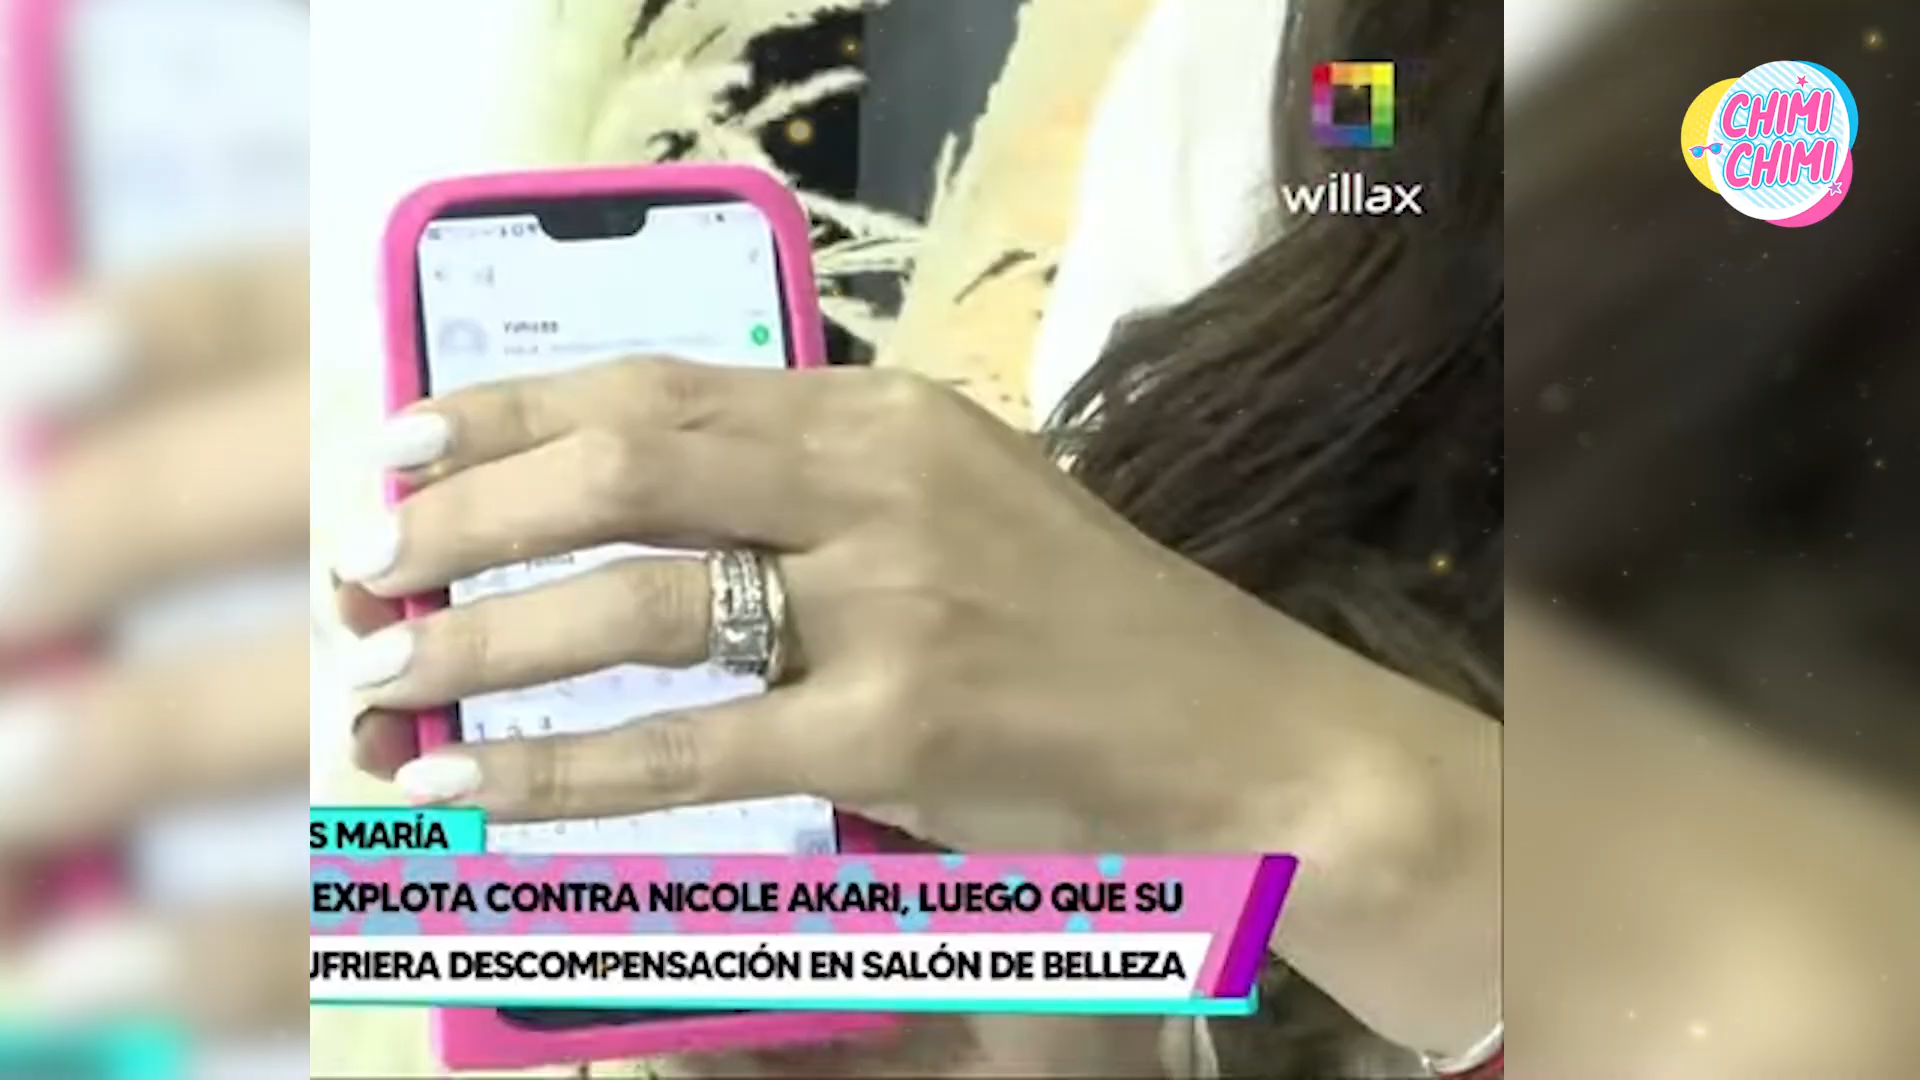 CHIMI
CHIMI
willax
S MARÍA
EXPLOTA CONTRA NICOLE AKARI, LUEGO QUE SU
UFRIERA DESCOMPENSACIÓN EN SALÓN DE BELLEZA